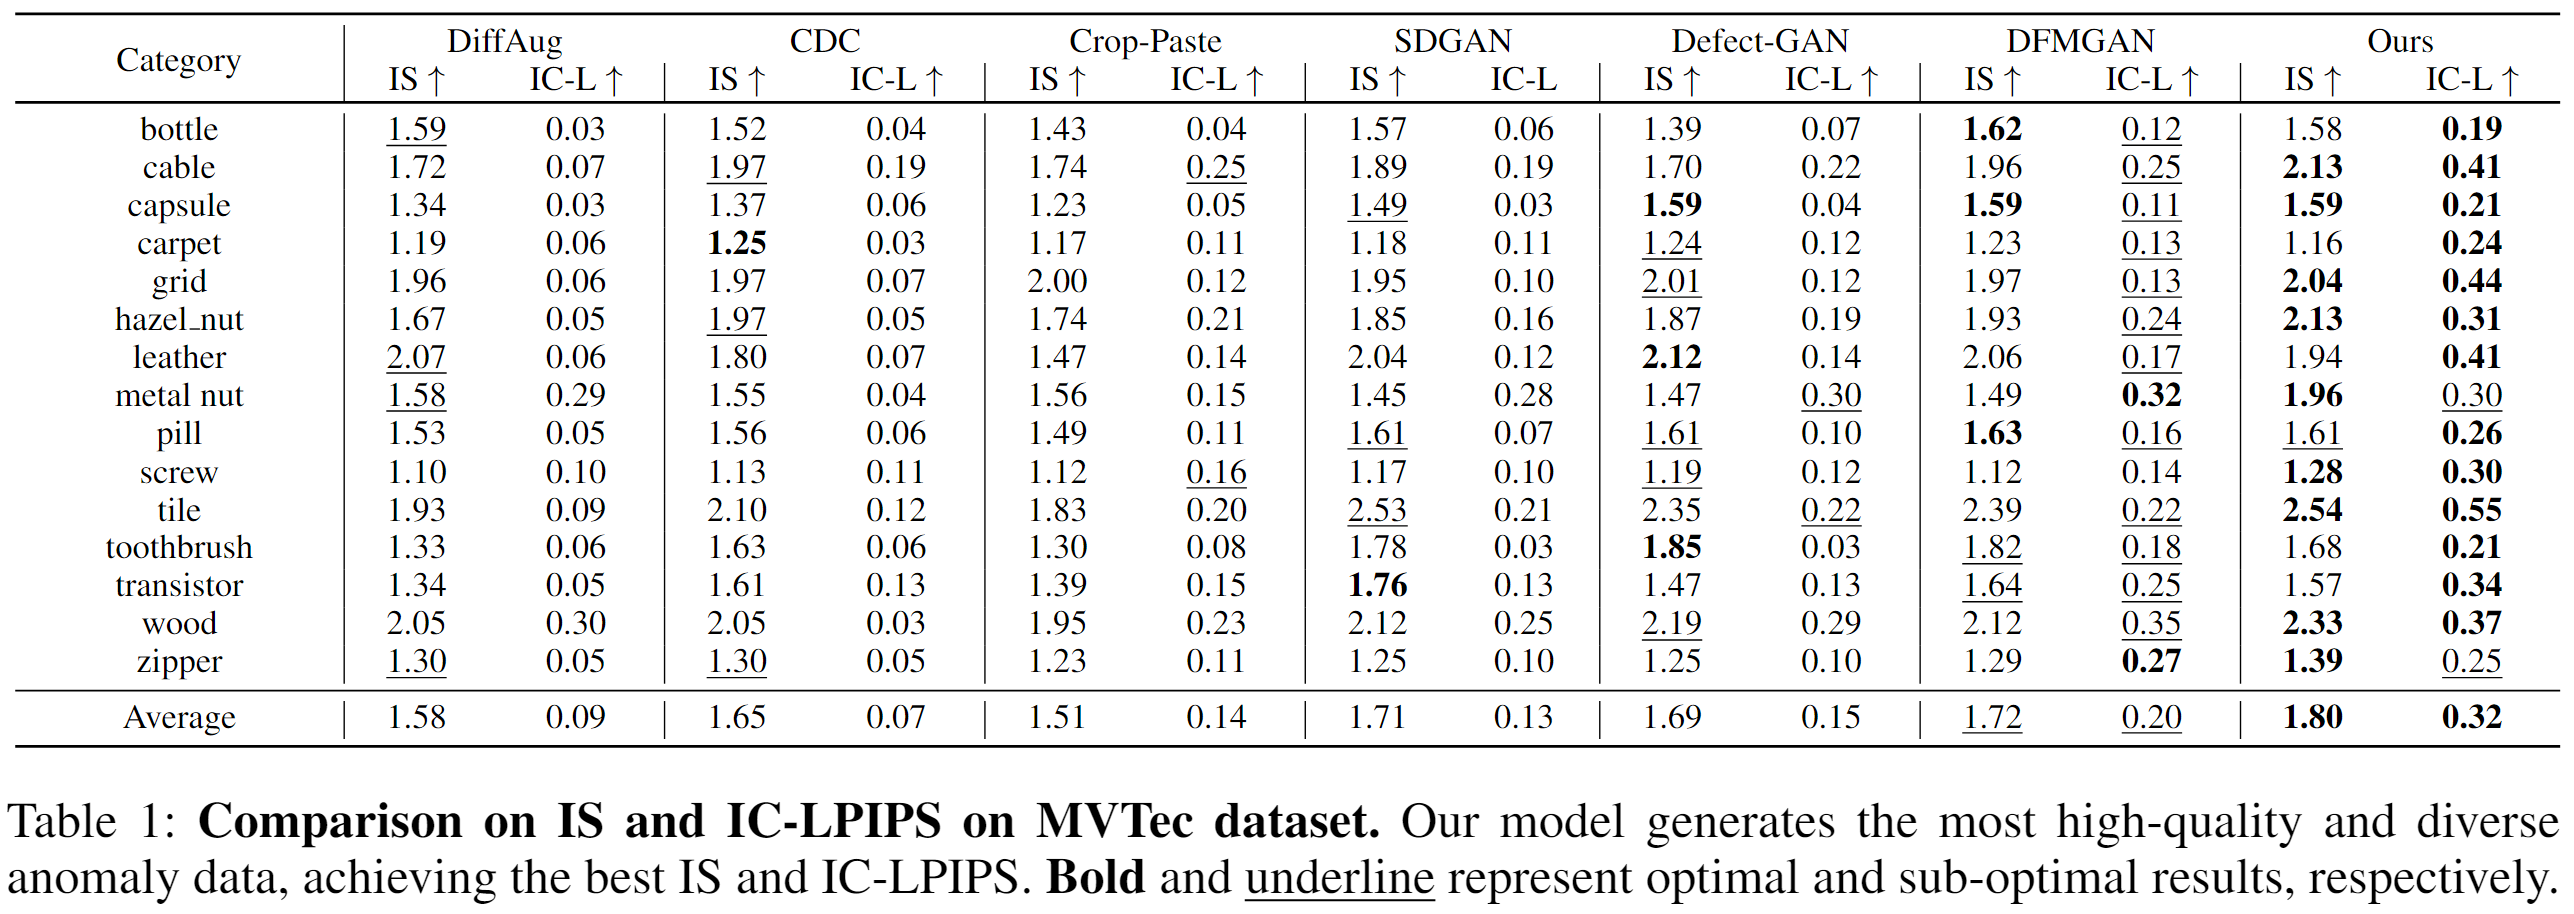 Category DiffAug CDC Crop-Paste SDGAN Defect-GAN DFMGAN Ours
IS ↑ IC-L ↑ IS ↑ IC-L ↑ IS ↑ IC-L ↑ IS ↑ IC-L IS ↑ IC-L ↑ IS ↑ IC-L ↑ IS ↑ IC-L ↑
bottle 1.59 0.03 1.52 0.04 1.43 0.04 1.57 0.06 1.39 0.07 1.62 0.12 1.58 0.19
cable 1.72 0.07 1.97 0.19 1.74 0.25 1.89 0.19 1.70 0.22 1.96 0.25 2.13 0.41
capsule 1.34 0.03 1.37 0.06 1.23 0.05 1.49 0.03 1.59 0.04 1.59 0.11 1.59 0.21
carpet 1.19 0.06 1.25 0.03 1.17 0.11 1.18 0.11 1.24 0.12 1.23 0.13 1.16 0.24
grid 1.96 0.06 1.97 0.07 2.00 0.12 1.95 0.10 2.01 0.12 1.97 0.13 2.04 0.44
hazel_nut 1.67 0.05 1.97 0.05 1.74 0.21 1.85 0.16 1.87 0.19 1.93 0.24 2.13 0.31
leather 2.07 0.06 1.80 0.07 1.47 0.14 2.04 0.12 2.12 0.14 2.06 0.17 1.94 0.41
metal nut 1.58 0.29 1.55 0.04 1.56 0.15 1.45 0.28 1.47 0.30 1.49 0.32 1.96 0.30
pill 1.53 0.05 1.56 0.06 1.49 0.11 1.61 0.07 1.61 0.10 1.63 0.16 1.61 0.26
screw 1.10 0.10 1.13 0.11 1.12 0.16 1.17 0.10 1.19 0.12 1.12 0.14 1.28 0.30
tile 1.93 0.09 2.10 0.12 1.83 0.20 2.53 0.21 2.35 0.22 2.39 0.22 2.54 0.55
toothbrush 1.33 0.06 1.63 0.06 1.30 0.08 1.78 0.03 1.85 0.03 1.82 0.18 1.68 0.21
transistor 1.34 0.05 1.61 0.13 1.39 0.15 1.76 0.13 1.47 0.13 1.64 0.25 1.57 0.34
wood 2.05 0.30 2.05 0.03 1.95 0.23 2.12 0.25 2.19 0.29 2.12 0.35 2.33 0.37
zipper 1.30 0.05 1.30 0.05 1.23 0.11 1.25 0.10 1.25 0.10 1.29 0.27 1.39 0.25
Average 1.58 0.09 1.65 0.07 1.51 0.14 1.71 0.13 1.69 0.15 1.72 0.20 1.80 0.32
Table 1: Comparison on IS and IC-LPIPS on MVTec dataset. Our model generates the most high-quality and diverse
anomaly data, achieving the best IS and IC-LPIPS. Bold and underline represent optimal and sub-optimal results, respectively.